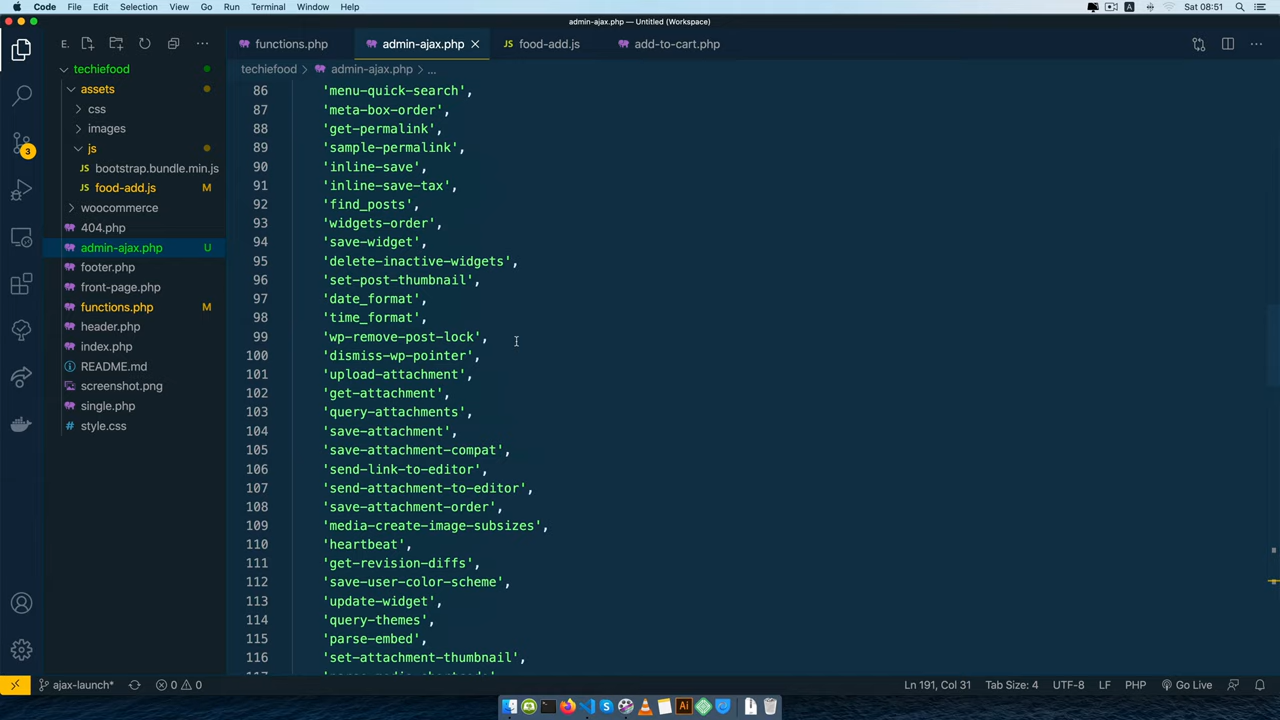 Code File Edit Selection View Go Run Terminal Window Help
A
Sat 08:51
admin-ajax.php — Untitled (Workspace)
E.
functions.php
admin-ajax.php
JS food-add.js
add-to-cart.php
techiefood
admin-ajax.php
...
techiefood
assets
css
images
js
JS bootstrap.bundle.min.js
JS food-add.js M
woocommerce
404.php
admin-ajax.php U
footer.php
front-page.php
functions.php M
header.php
index.php
README.md
screenshot.png
single.php
# style.css
3
86 'menu-quick-search',
87 'meta-box-order',
88 'get-permalink',
89 'sample-permalink',
90 'inline-save',
91 'inline-save-tax',
92 'find_posts',
93 'widgets-order',
94 'save-widget',
95 'delete-inactive-widgets',
96 'set-post-thumbnail',
97 'date_format',
98 'time_format',
99 'wp-remove-post-lock',
100 'dismiss-wp-pointer',
101 'upload-attachment',
102 'get-attachment',
103 'query-attachments',
104 'save-attachment',
105 'save-attachment-compat',
106 'send-link-to-editor',
107 'send-attachment-to-editor',
108 'save-attachment-order',
109 'media-create-image-subsizes',
110 'heartbeat',
111 'get-revision-diffs',
112 'save-user-color-scheme',
113 'update-widget',
114 'query-themes',
115 'parse-embed',
116 'set-attachment-thumbnail',
ajax-launch*
0 0
Ln 191, Col 31 Tab Size: 4 UTF-8 LF PHP Go Live
Ai